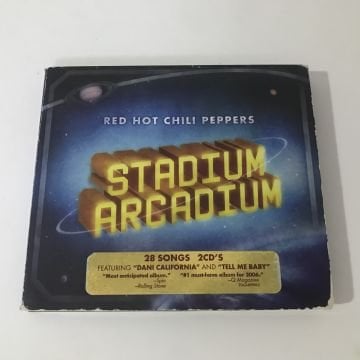 RED HOT CHILI PEPPERS
STADIUM
ARCADIUM
28 SONGS 2CD'S
FEATURING "DANI CALIFORNIA" AND "TELL ME BABY"
"Most anticipated album." "#1 must-have album for 2006."
–Spin –Q Magazine
–Rolling Stone